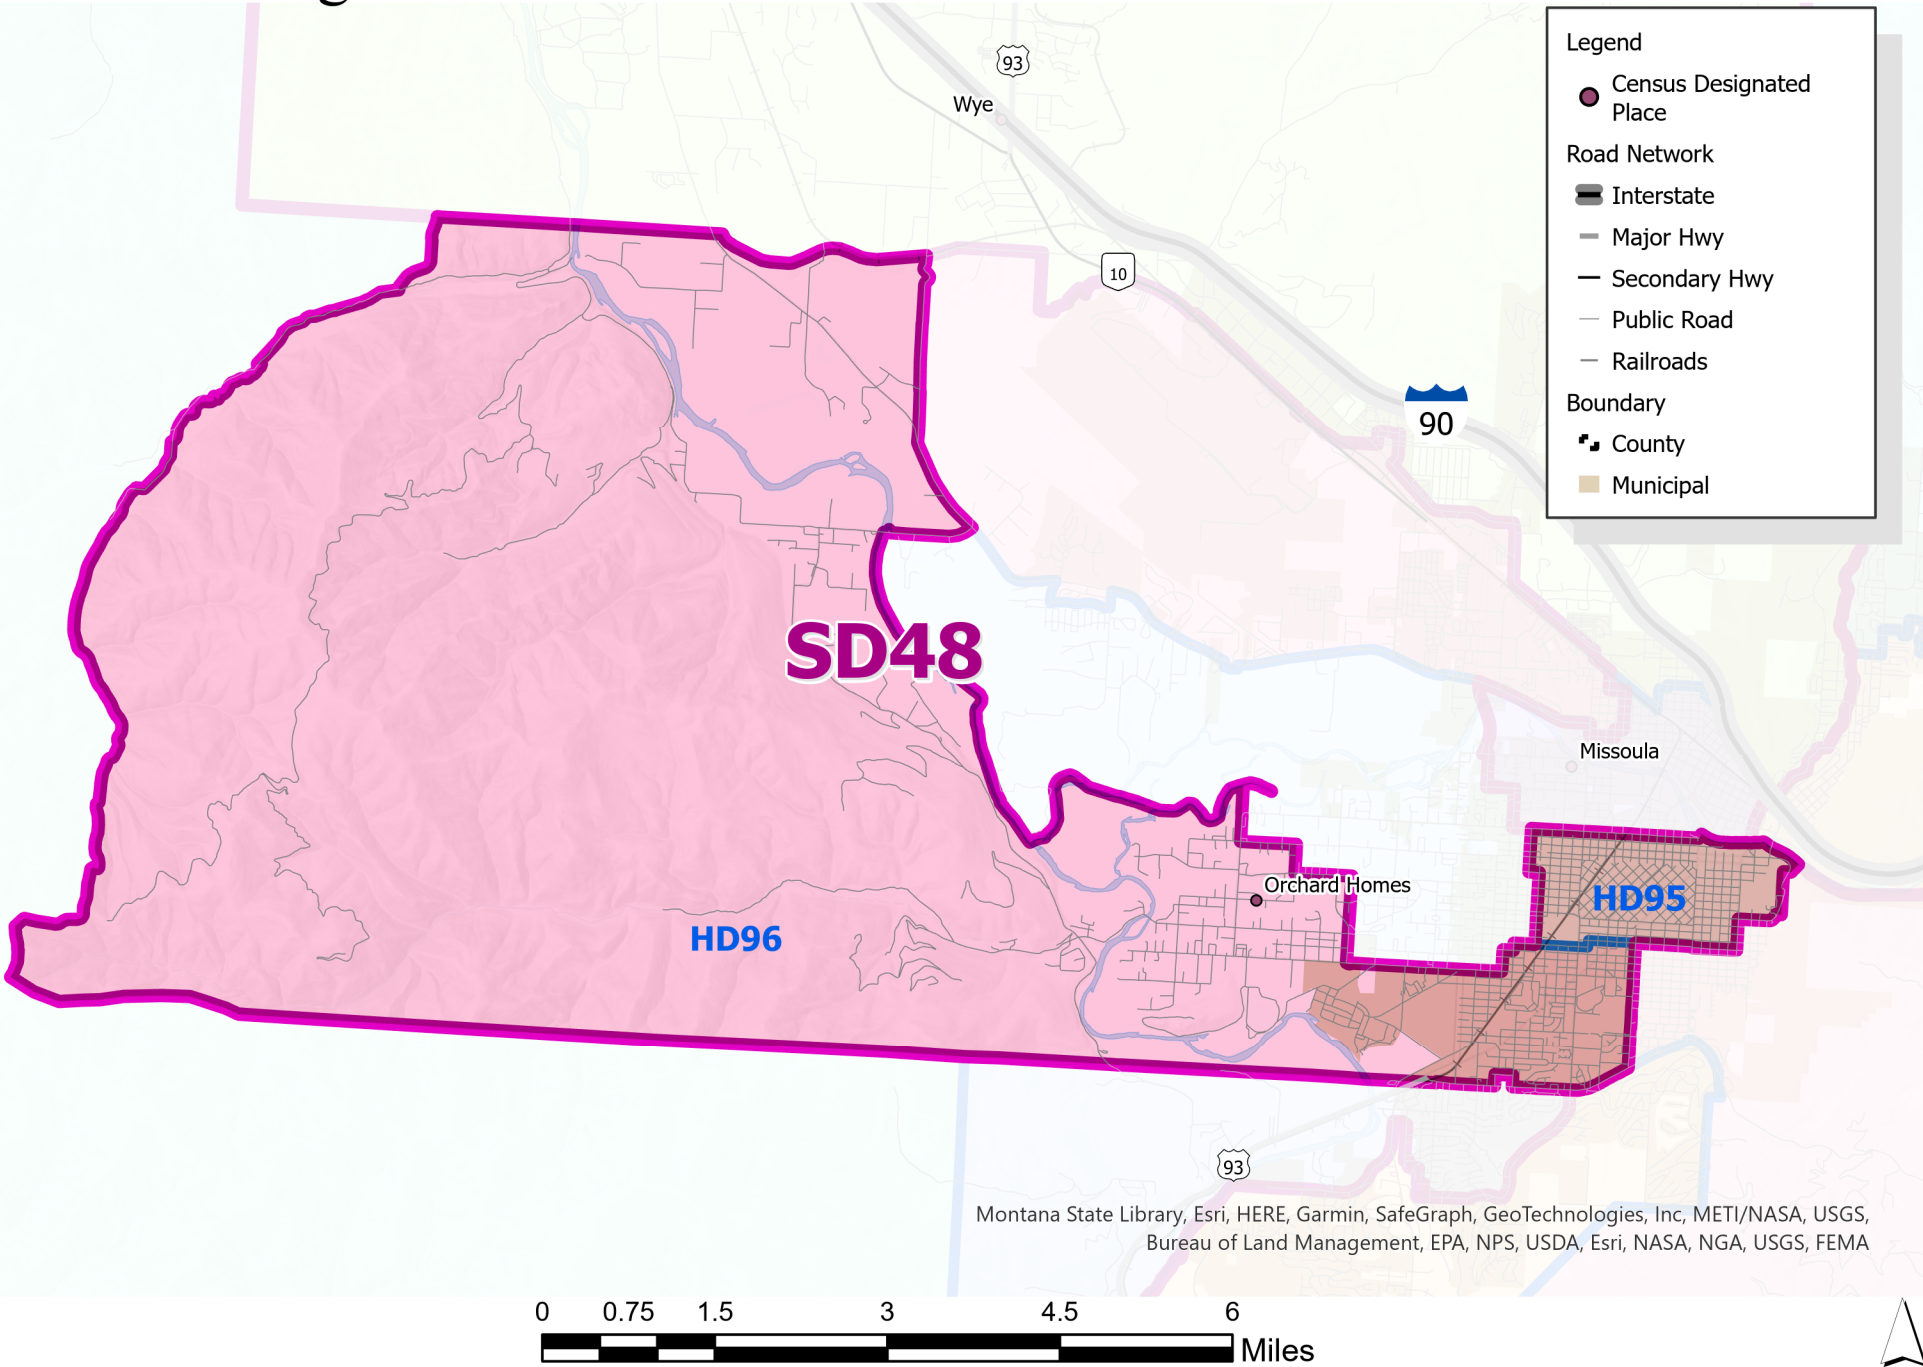 93
Wye
10
90
SD48
Missoula
Orchard Homes
HD95
HD96
93
Legend
Census Designated
Place
Road Network
Interstate
Major Hwy
Secondary Hwy
Public Road
Railroads
Boundary
County
Municipal
Montana State Library, Esri, HERE, Garmin, SafeGraph, GeoTechnologies, Inc, METI/NASA, USGS,
Bureau of Land Management, EPA, NPS, USDA, Esri, NASA, NGA, USGS, FEMA
0 0.75 1.5 3 4.5 6
Miles